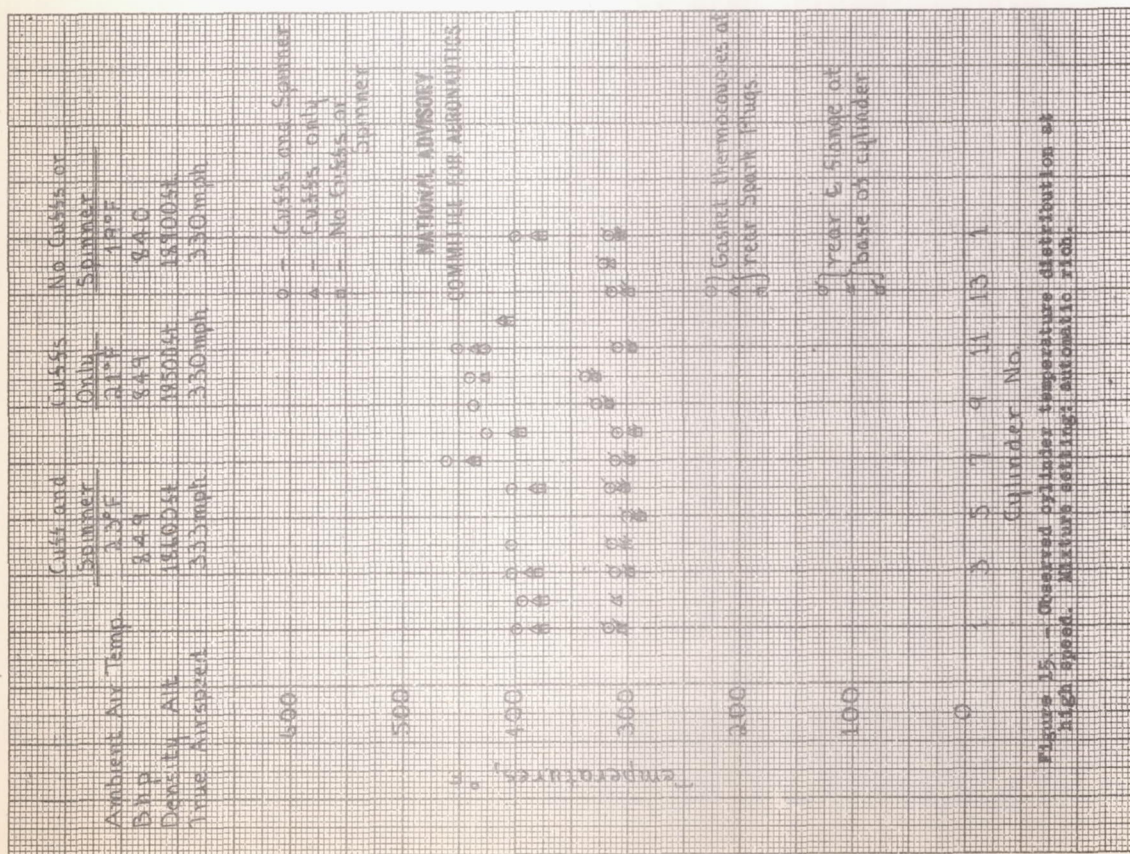 Cuff and
Spinner
Cuffs
Only
No Cuffs or
Spinner
Ambient Air Temp. 23°F 21°F 19°F
Bhp 849 849 840
Density Alt
True Airspeed 333mph 330mph 330mph
o - Cuffs and Spinner
Cuffs only
No Cuffs or
Spinner
NATIONAL ADVISORY
COMMITTEE FOR AERONAUTICS
600
500
400
300
200
100
0
Temperatures, °F
Gasket thermocouples at
rear Spark Plugs
rear & flange at
base of cylinder
1 3 5 7 9 11 13 1
Cylinder No.
Figure 15. - Observed cylinder temperature distribution at
high speed. Mixture setting: automatic rich.